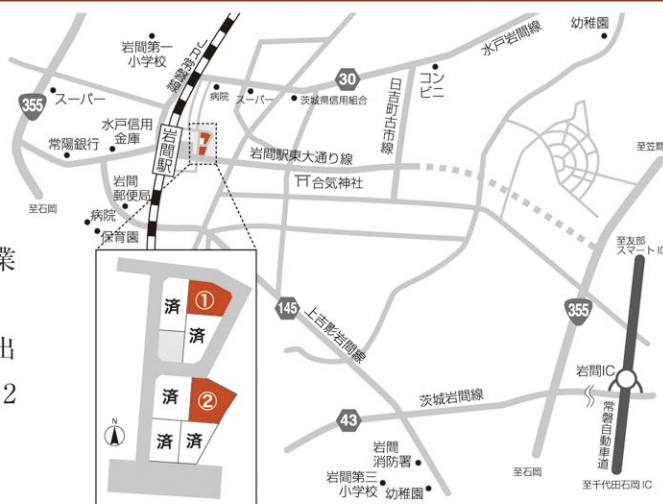 幼稚園
水戸岩間線
岩間第一
小学校
JR常磐線
30
コン
ビニ
病院
スーパー
茨城県信用組合
日吉町古市線
355
スーパー
水戸信用
金庫
常陽銀行
岩間駅
岩間駅東大通り線
合気神社
至笠間
岩間
郵便局
至石岡
病院
保育園
至友部
スマートIC
業
済
①
済
出
2
済
②
済
済
N
145
上吉影岩間線
355
岩間IC
茨城岩間線
43
常磐自動車道
岩間
消防署
岩間第三
小学校
幼稚園
至石岡
至千代田石岡IC